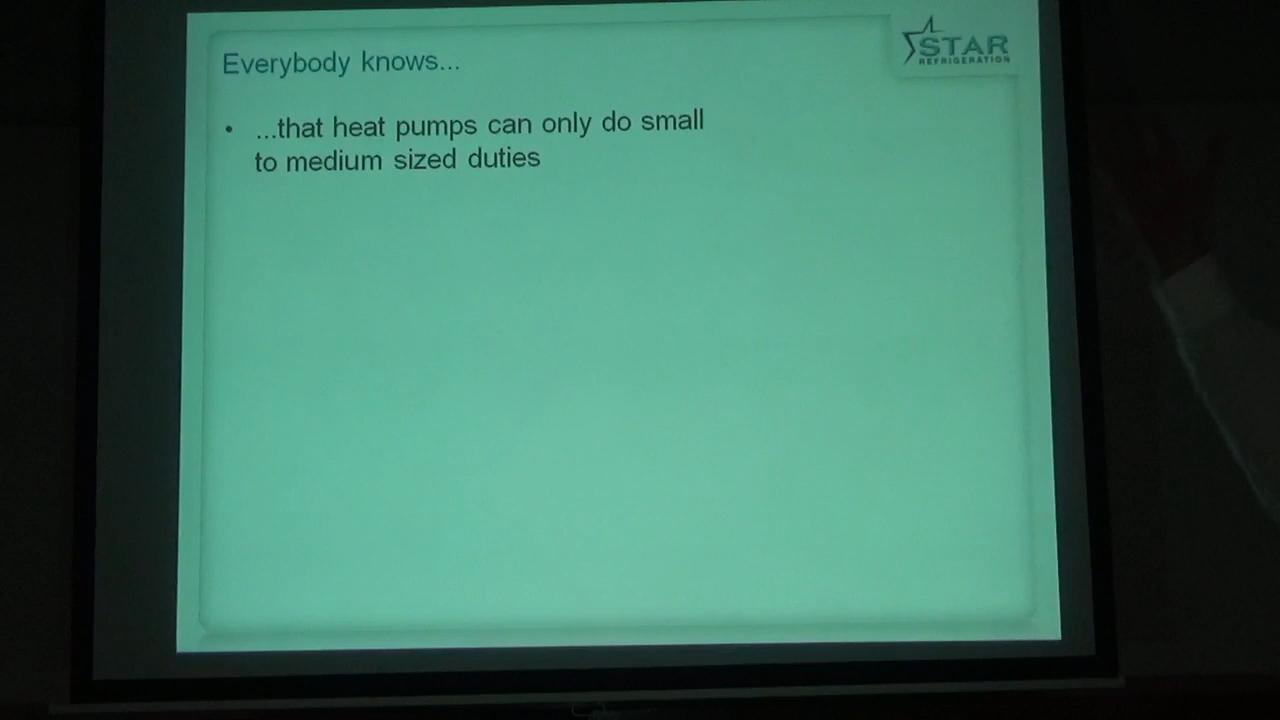 STAR
REFRIGERATION
Everybody knows...
• ...that heat pumps can only do small
to medium sized duties